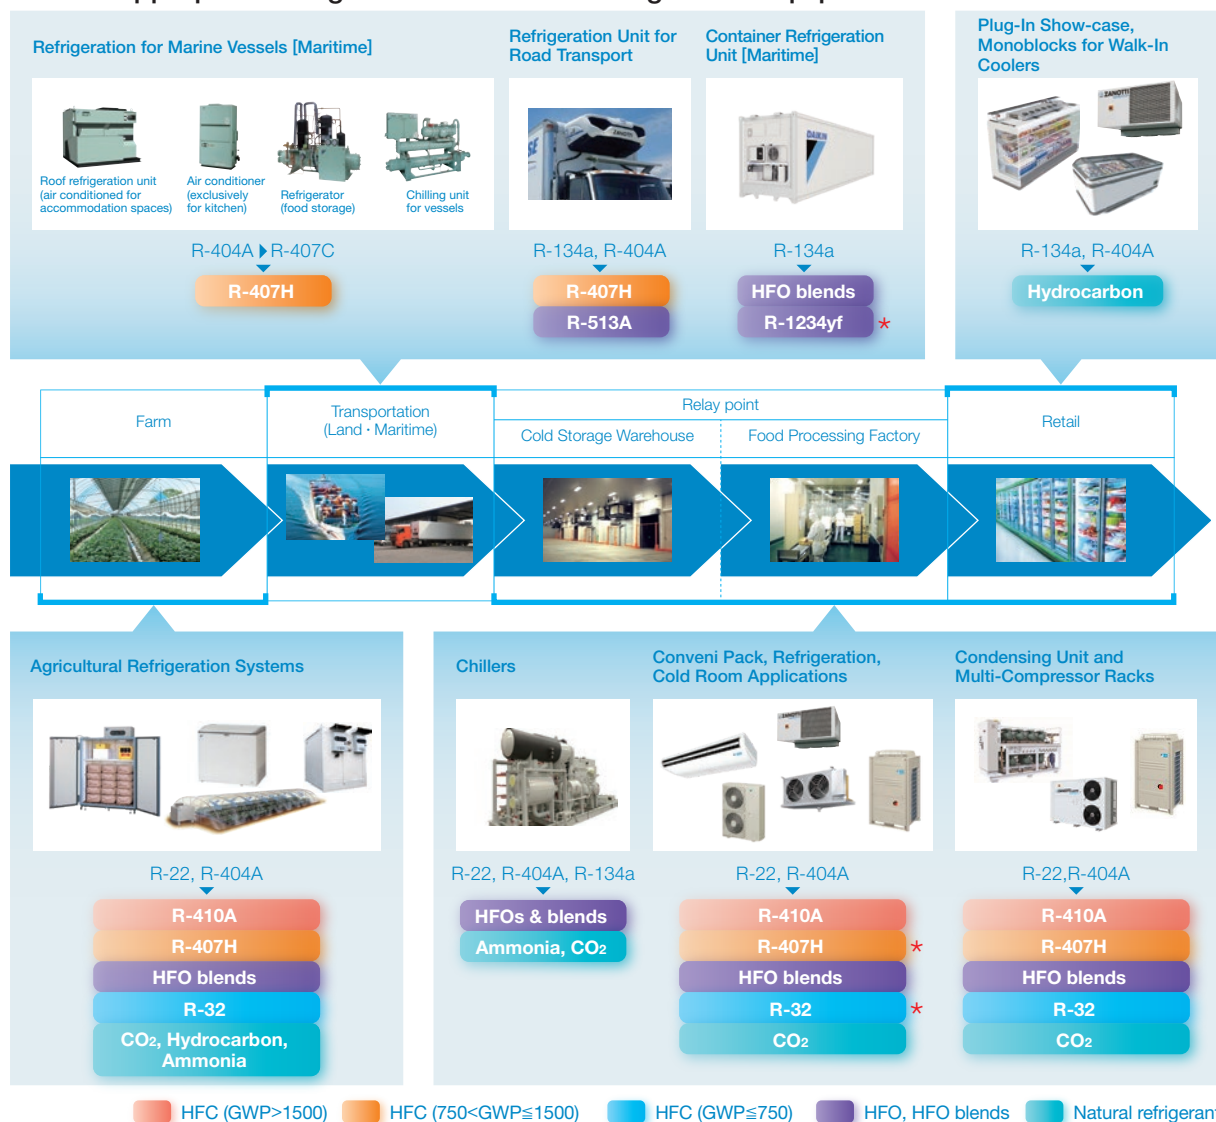 Refrigeration for Marine Vessels [Maritime]
Roof refrigeration unit
(air conditioned for
accommodation spaces)
Air conditioner
(exclusively
for kitchen)
Refrigerator
(food storage)
Chilling unit
for vessels
R-404A ▶ R-407C
R-407H
Refrigeration Unit for
Road Transport
ZANOTTI
R-134a, R-404A
R-407H
R-513A
Container Refrigeration
Unit [Maritime]
DAIKIN
R-134a
HFO blends
R-1234yf *
Plug-In Show-case,
Monoblocks for Walk-In
Coolers
ZANOTTI
R-134a, R-404A
Hydrocarbon
Farm
Transportation
(Land · Maritime)
Relay point
Cold Storage Warehouse
Food Processing Factory
Retail
Agricultural Refrigeration Systems
R-22, R-404A
R-410A
R-407H
HFO blends
R-32
CO2, Hydrocarbon,
Ammonia
Chillers
R-22, R-404A, R-134a
HFOs & blends
Ammonia, CO2
Conveni Pack, Refrigeration,
Cold Room Applications
ZANOTTI
R-22, R-404A
R-410A
R-407H *
HFO blends
R-32 *
CO2
Condensing Unit and
Multi-Compressor Racks
R-22,R-404A
R-410A
R-407H
HFO blends
R-32
CO2
HFC (GWP>1500)
HFC (750<GWP≦1500)
HFC (GWP≦750)
HFO, HFO blends
Natural refrigerant